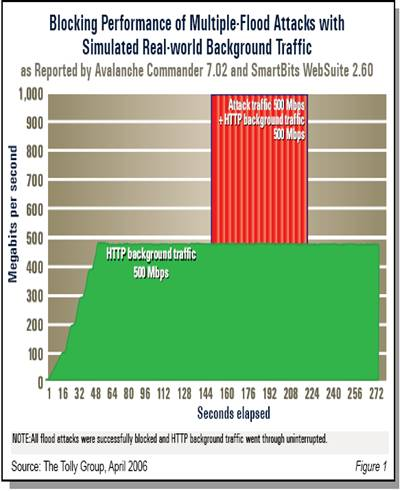 Blocking Performance of Multiple-Flood Attacks with
Simulated Real-world Background Traffic
as Reported by Avalanche Commander 7.02 and SmartBits WebSuite 2.60
Megabits per second
1,000
900
800
700
600
500
400
300
200
100
0
Attack traffic 500 Mbps
+ HTTP background traffic
500 Mbps
HTTP background traffic
500 Mbps
1 16 32 48 64 80 96 112 128 144 160 176 192 208 224 240 256 272
Seconds elapsed
NOTE:All flood attacks were successfully blocked and HTTP background traffic went through uninterrupted.
Source: The Tolly Group, April 2006
Figure 1